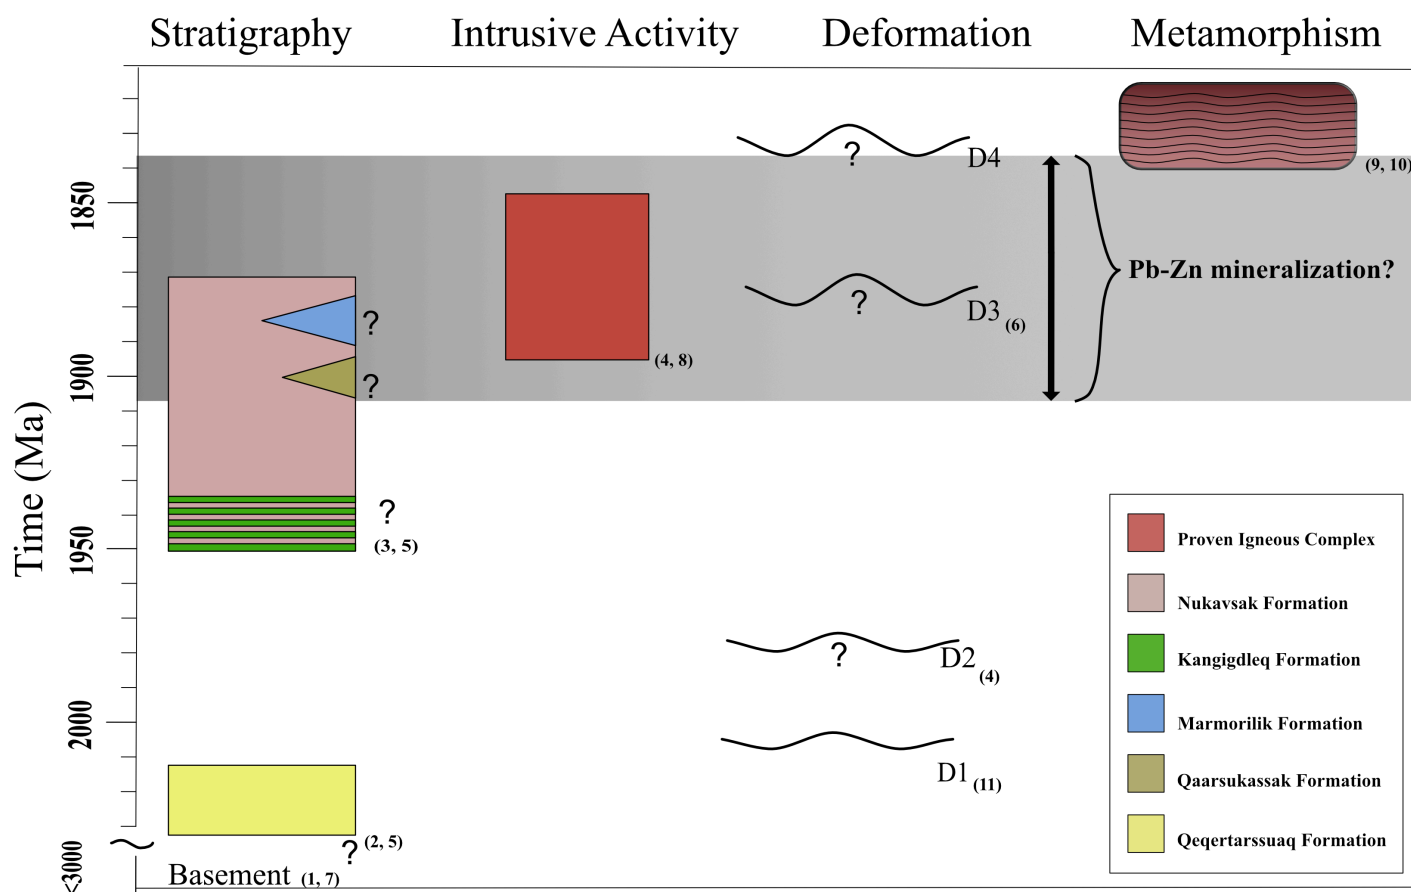 Stratigraphy
Intrusive Activity
Deformation
Metamorphism
Time (Ma)
1850
1900
1950
2000
<3000
?
?
?
(3, 5)
(2, 5)
?
Basement (1, 7)
(4, 8)
?
D4
?
D3 (6)
?
D2 (4)
D1 (11)
(9, 10)
Pb-Zn mineralization?
Proven Igneous Complex
Nukavsak Formation
Kangigdleq Formation
Marmorilik Formation
Qaarsukassak Formation
Qeqertarssuaq Formation